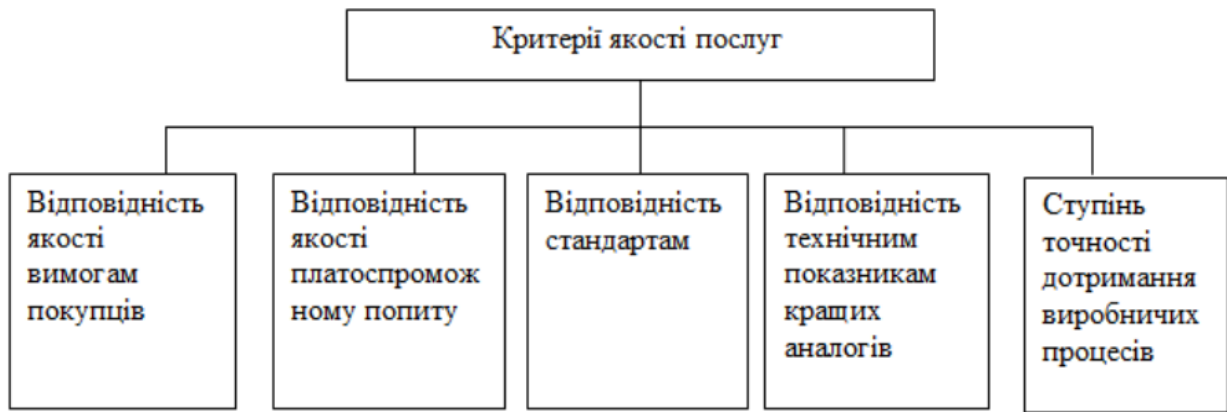 Критерії якості послуг
Відповідність
якості
вимогам
покупців
Відповідність
якості
платоспромож
ному попиту
Відповідність
стандартам
Відповідність
технічним
показникам
кращих
аналогів
Ступінь
точності
дотримання
виробничих
процесів